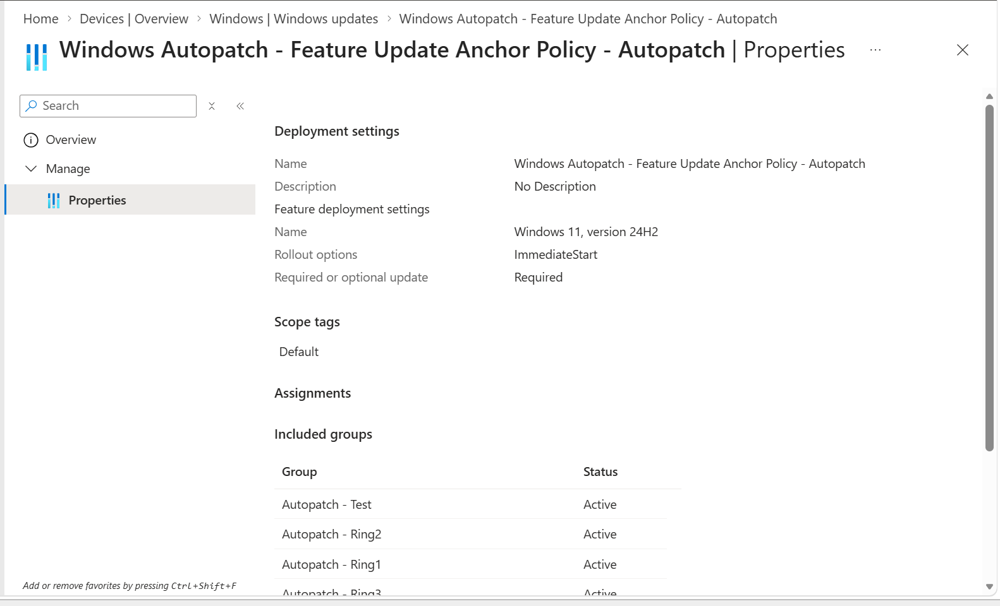 Home > Devices | Overview > Windows | Windows updates > Windows Autopatch - Feature Update Anchor Policy - Autopatch
Windows Autopatch - Feature Update Anchor Policy - Autopatch | Properties ...
Search
Overview
Manage
Properties
Add or remove favorites by pressing Ctrl+Shift+F
Deployment settings
Name Windows Autopatch - Feature Update Anchor Policy - Autopatch
Description No Description
Feature deployment settings
Name Windows 11, version 24H2
Rollout options ImmediateStart
Required or optional update Required
Scope tags
Default
Assignments
Included groups
Group Status
Autopatch - Test Active
Autopatch - Ring2 Active
Autopatch - Ring1 Active
Autopatch - Ring3 Active